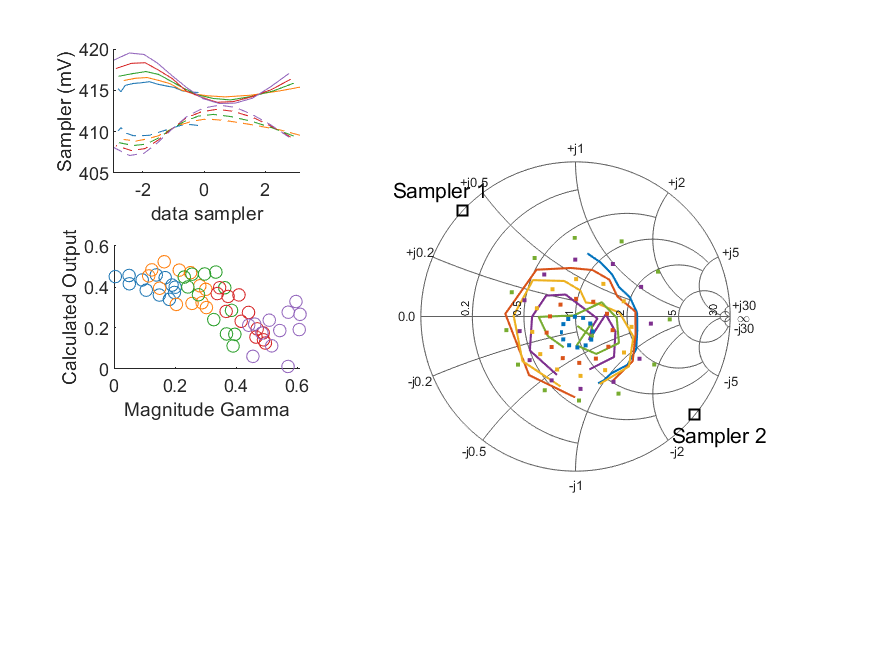 420
415
410
405
Sampler (mV)
-2
0
2
data sampler
0.6
0.4
0.2
0
Calculated Output
0
0.2
0.4
0.6
Magnitude Gamma
+j1
+j0.5
+j2
Sampler 1
+j0.2
+j5
0.0
0.2
0.5
1
2
5
30
+j30
∞
-j30
-j0.2
-j5
Sampler 2
-j0.5
-j2
-j1